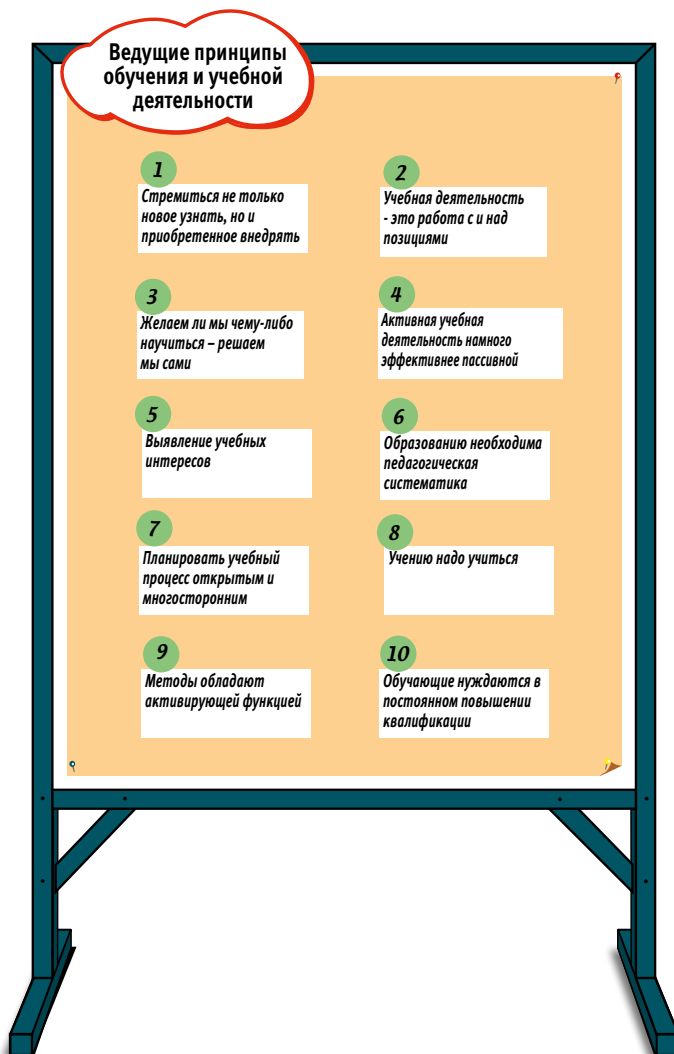 Ведущие принципы
обучения и учебной
деятельности
1
Стремиться не только
новое узнать, но и
приобретенное внедрять
2
Учебная деятельность
- это работа с и над
позициями
3
Желаем ли мы чему-либо
научиться – решаем
мы сами
4
Активная учебная
деятельность намного
эффективнее пассивной
5
Выявление учебных
интересов
6
Образованию необходима
педагогическая
систематика
7
Планировать учебный
процесс открытым и
многосторонним
8
Учению надо учиться
9
Методы обладают
активирующей функцией
10
Обучающие нуждаются в
постоянном повышении
квалификации